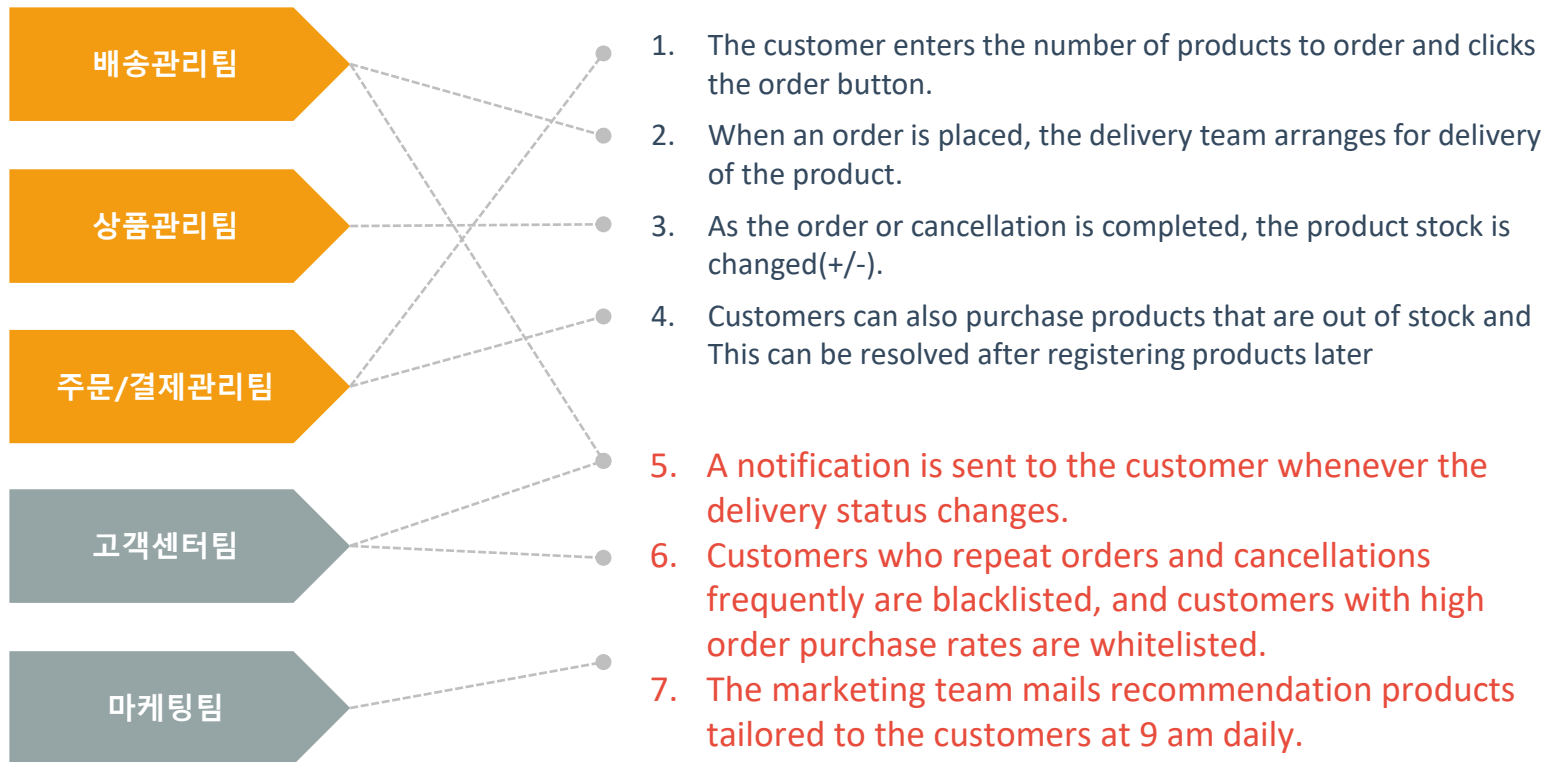 배송관리팀
상품관리팀
주문/결제관리팀
고객센터팀
마케팅팀
1. The customer enters the number of products to order and clicks
the order button.
2. When an order is placed, the delivery team arranges for delivery
of the product.
3. As the order or cancellation is completed, the product stock is
changed(+/-).
4. Customers can also purchase products that are out of stock and
This can be resolved after registering products later
5. A notification is sent to the customer whenever the
delivery status changes.
6. Customers who repeat orders and cancellations
frequently are blacklisted, and customers with high
order purchase rates are whitelisted.
7. The marketing team mails recommendation products
tailored to the customers at 9 am daily.